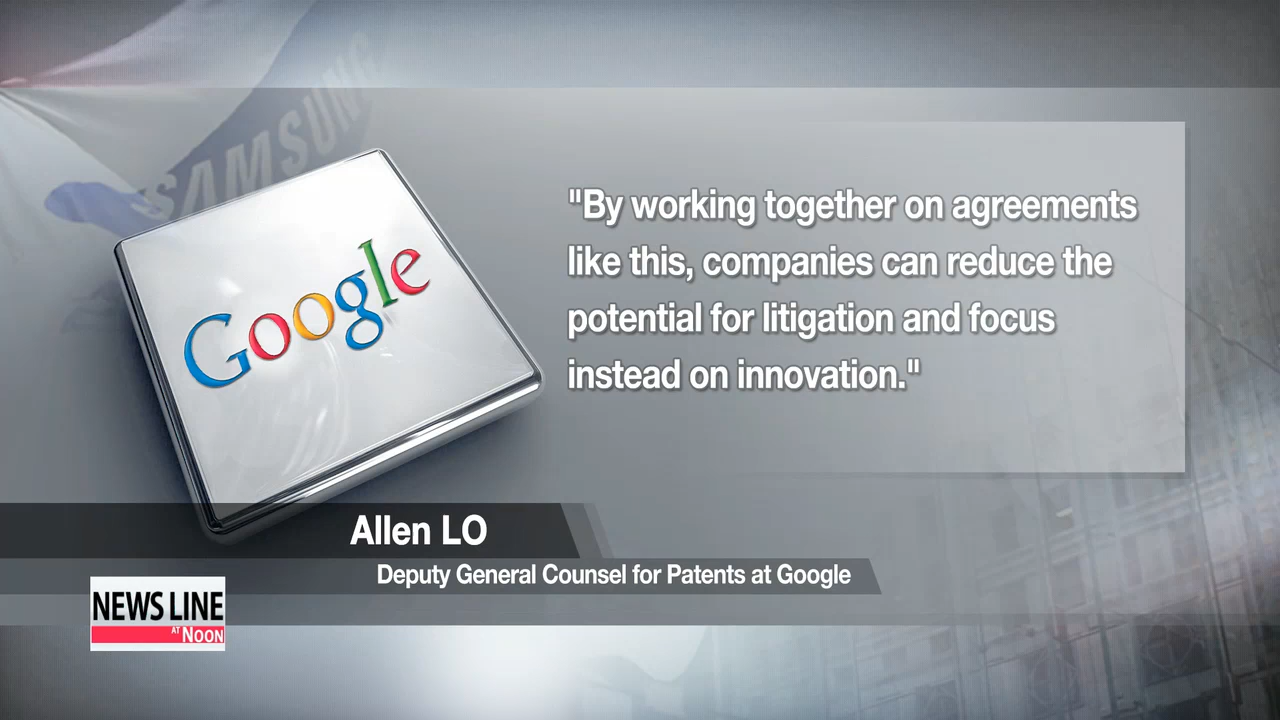 SAMSUNG
Google
"By working together on agreements
like this, companies can reduce the
potential for litigation and focus
instead on innovation."
Allen LO
Deputy General Counsel for Patents at Google
NEWS LINE
AT NOON